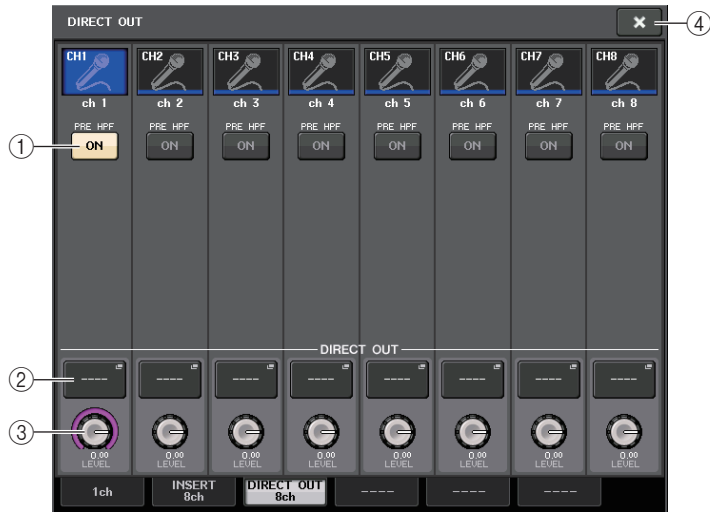 DIRECT OUT
4
CH1 CH2 CH3 CH4 CH5 CH6 CH7 CH8
ch 1 ch 2 ch 3 ch 4 ch 5 ch 6 ch 7 ch 8
PRE HPF PRE HPF PRE HPF PRE HPF PRE HPF PRE HPF PRE HPF PRE HPF
1 ON ON ON ON ON ON ON ON
DIRECT OUT
2 ---- ---- ---- ---- ---- ---- ---- ----
3
0.00 0.00 0.00 0.00 0.00 0.00 0.00 0.00
LEVEL LEVEL LEVEL LEVEL LEVEL LEVEL LEVEL LEVEL
1ch INSERT 8ch DIRECT OUT 8ch ---- ---- ----